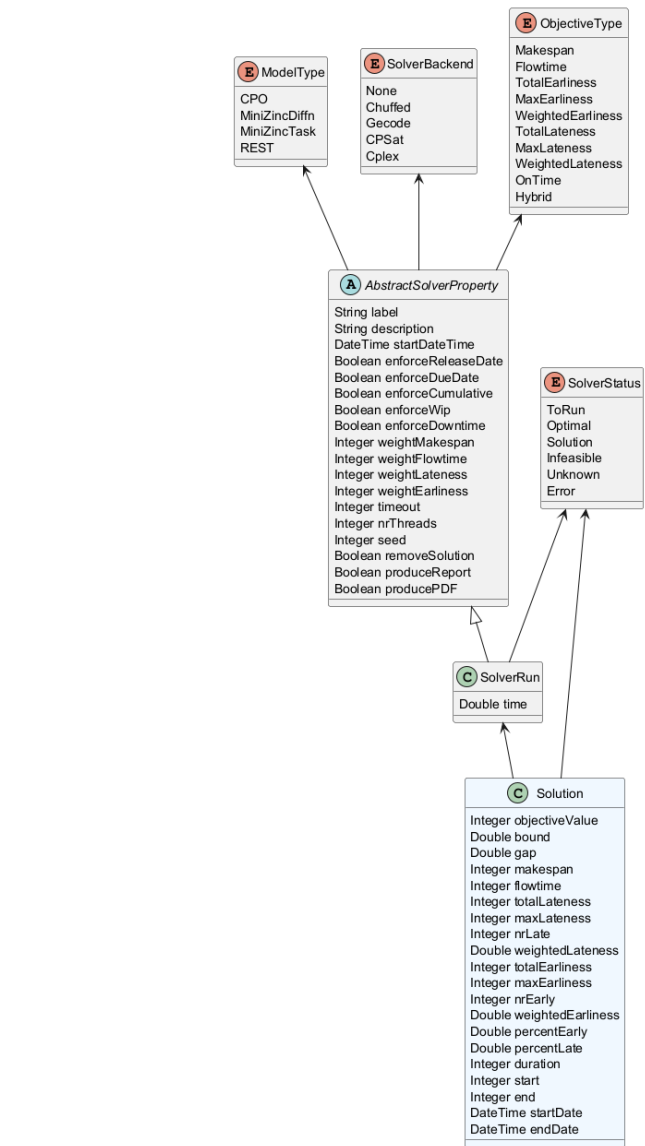 E ObjectiveType
Makespan
Flowtime
TotalEarliness
MaxEarliness
WeightedEarliness
TotalLateness
MaxLateness
WeightedLateness
OnTime
Hybrid
E SolverBackend
None
Chuffed
Gecode
CPSat
Cplex
E ModelType
CPO
MiniZincDiffn
MiniZincTask
REST
A AbstractSolverProperty
String label
String description
DateTime startDateTime
Boolean enforceReleaseDate
Boolean enforceDueDate
Boolean enforceCumulative
Boolean enforceWip
Boolean enforceDowntime
Integer weightMakespan
Integer weightFlowtime
Integer weightLateness
Integer weightEarliness
Integer timeout
Integer nrThreads
Integer seed
Boolean removeSolution
Boolean produceReport
Boolean producePDF
E SolverStatus
ToRun
Optimal
Solution
Infeasible
Unknown
Error
C SolverRun
Double time
C Solution
Integer objectiveValue
Double bound
Double gap
Integer makespan
Integer flowtime
Integer totalLateness
Integer maxLateness
Integer nrLate
Double weightedLateness
Integer totalEarliness
Integer maxEarliness
Integer nrEarly
Double weightedEarliness
Double percentEarly
Double percentLate
Integer duration
Integer start
Integer end
DateTime startDate
DateTime endDate